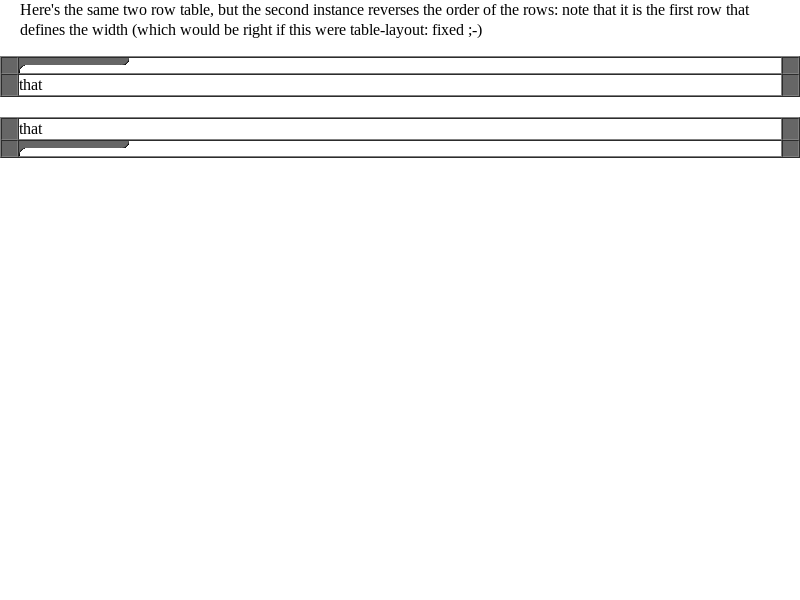 Here's the same two row table, but the second instance reverses the order of the rows: note that it is the first row that
defines the width (which would be right if this were table-layout: fixed ;-)
that
that